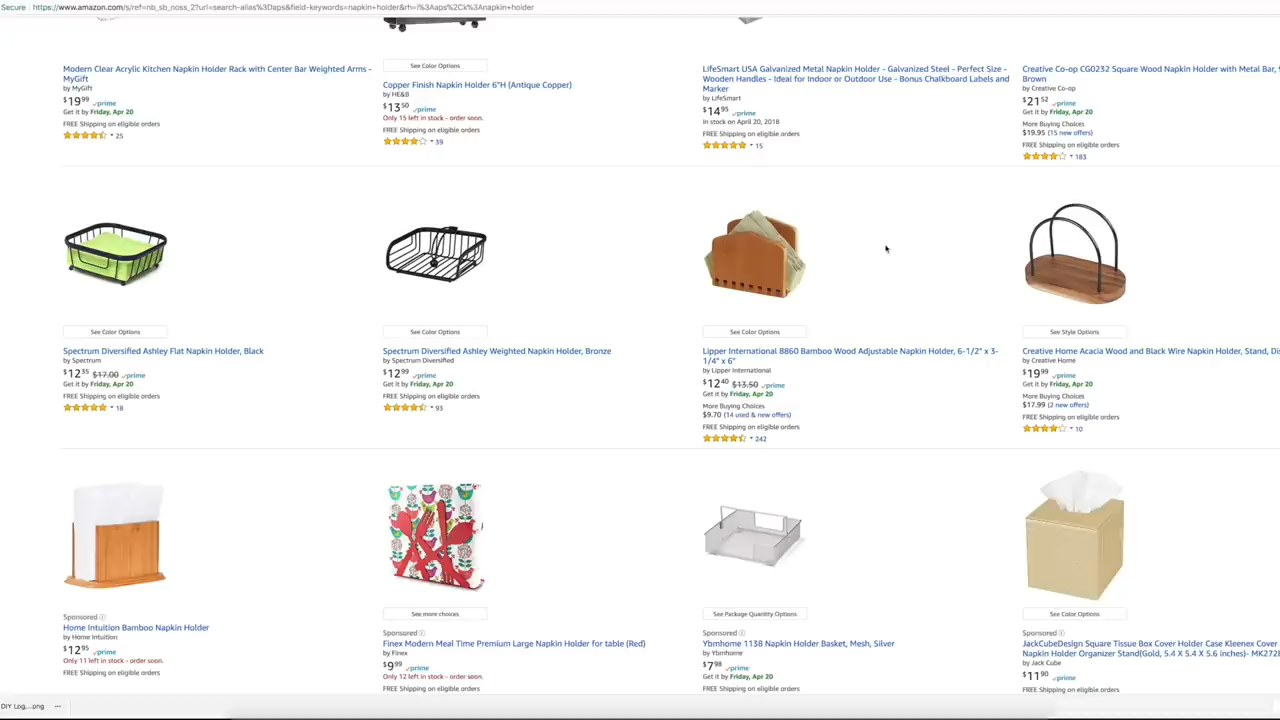 Secure https://www.amazon.com/s/ref=nb_sb_noss_2?url=search-alias%3Daps&field-keywords=napkin+holder&rh=i%3Aaps%2Ck%3Anapkin+holder
Modern Clear Acrylic Kitchen Napkin Holder Rack with Center Bar Weighted Arms -
MyGift
by MyGift
$19.99 prime
Get it by Friday, Apr 20
FREE Shipping on eligible orders
25
See Color Options
Copper Finish Napkin Holder 6"H (Antique Copper)
by HE&B
$13.50 prime
Only 15 left in stock - order soon.
FREE Shipping on eligible orders
39
LifeSmart USA Galvanized Metal Napkin Holder - Galvanized Steel - Perfect Size -
Wooden Handles - Ideal for Indoor or Outdoor Use - Bonus Chalkboard Labels and
Marker
by LifeSmart
$14.95 prime
In stock on April 20, 2018
FREE Shipping on eligible orders
15
Creative Co-op CG0232 Square Wood Napkin Holder with Metal Bar,
Brown
by Creative Co-op
$21.52 prime
Get it by Friday, Apr 20
More Buying Choices
$19.95 (15 new offers)
FREE Shipping on eligible orders
183
See Color Options
Spectrum Diversified Ashley Flat Napkin Holder, Black
by Spectrum
$12.35 $17.00 prime
Get it by Friday, Apr 20
FREE Shipping on eligible orders
18
See Color Options
Spectrum Diversified Ashley Weighted Napkin Holder, Bronze
by Spectrum Diversified
$12.99 prime
Get it by Friday, Apr 20
FREE Shipping on eligible orders
93
See Color Options
Lipper International 8860 Bamboo Wood Adjustable Napkin Holder, 6-1/2" x 3-
1/4" x 6"
by Lipper International
$12.40 $13.50 prime
Get it by Friday, Apr 20
More Buying Choices
$9.70 (14 used & new offers)
FREE Shipping on eligible orders
242
See Style Options
Creative Home Acacia Wood and Black Wire Napkin Holder, Stand,
by Creative Home
$19.99 prime
Get it by Friday, Apr 20
More Buying Choices
$17.99 (2 new offers)
FREE Shipping on eligible orders
10
Sponsored
Home Intuition Bamboo Napkin Holder
by Home Intuition
$12.95 prime
Only 11 left in stock - order soon.
FREE Shipping on eligible orders
See more choices
Sponsored
Finex Modern Meal Time Premium Large Napkin Holder for table (Red)
by Finex
$9.99 prime
Only 12 left in stock - order soon.
FREE Shipping on eligible orders
See Package Quantity Options
Sponsored
Ybmhome 1138 Napkin Holder Basket, Mesh, Silver
by Ybmhome
$7.98 prime
Get it by Friday, Apr 20
FREE Shipping on eligible orders
See Color Options
Sponsored
JackCubeDesign Square Tissue Box Cover Holder Case Kleenex Cover
Napkin Holder Organizer Stand(Gold, 5.4 X 5.4 X 5.6 inches)-
by Jack Cube
$11.90 prime
FREE Shipping on eligible orders
DIY Log....png